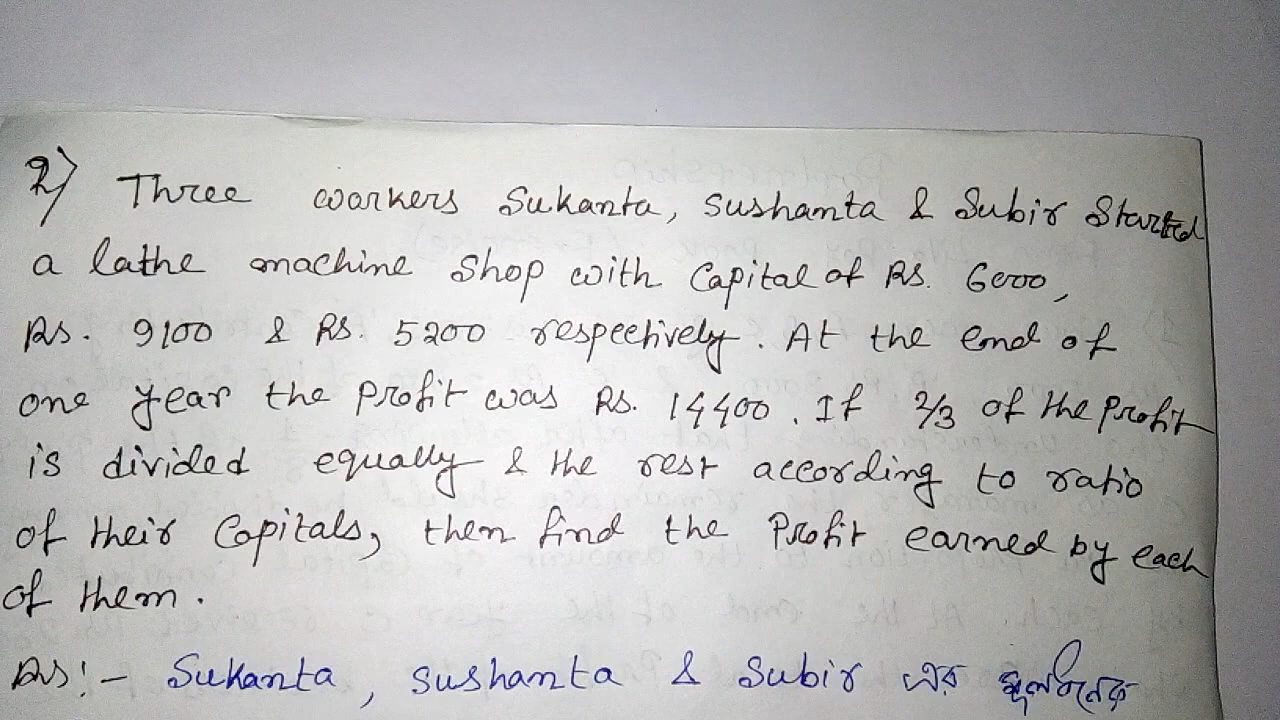 2) Three workers Sukanta, Sushanta & Subir Started
a lathe machine shop with Capital of Rs. 6000,
Rs. 9100 & Rs. 5200 respectively. At the end of
one year the profit was Rs. 14400. If 2/3 of the profit
is divided equally & the rest according to ratio
of their Capitals, then find the Profit earned by each
of them.
As:- Sukanta, Sushanta & Subir এর মূলধনের